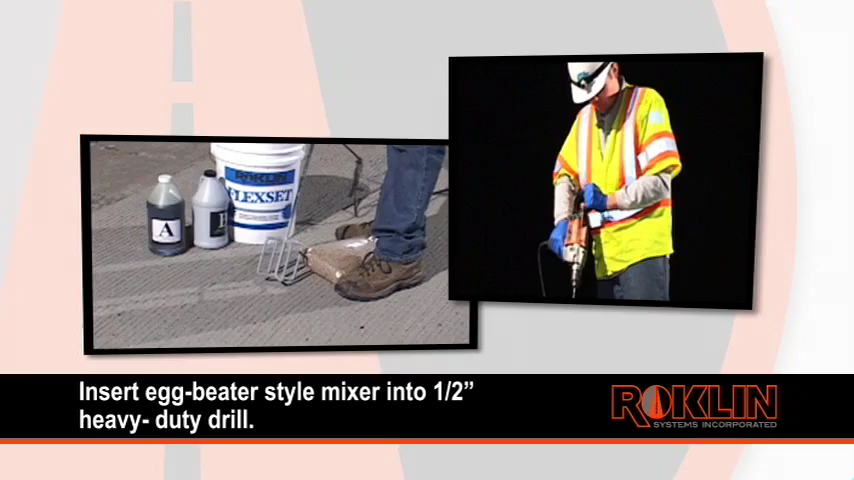 ROKLIN
FLEXSET
A
Insert egg-beater style mixer into 1/2”
heavy- duty drill.
ROKLIN
SYSTEMS INCORPORATED